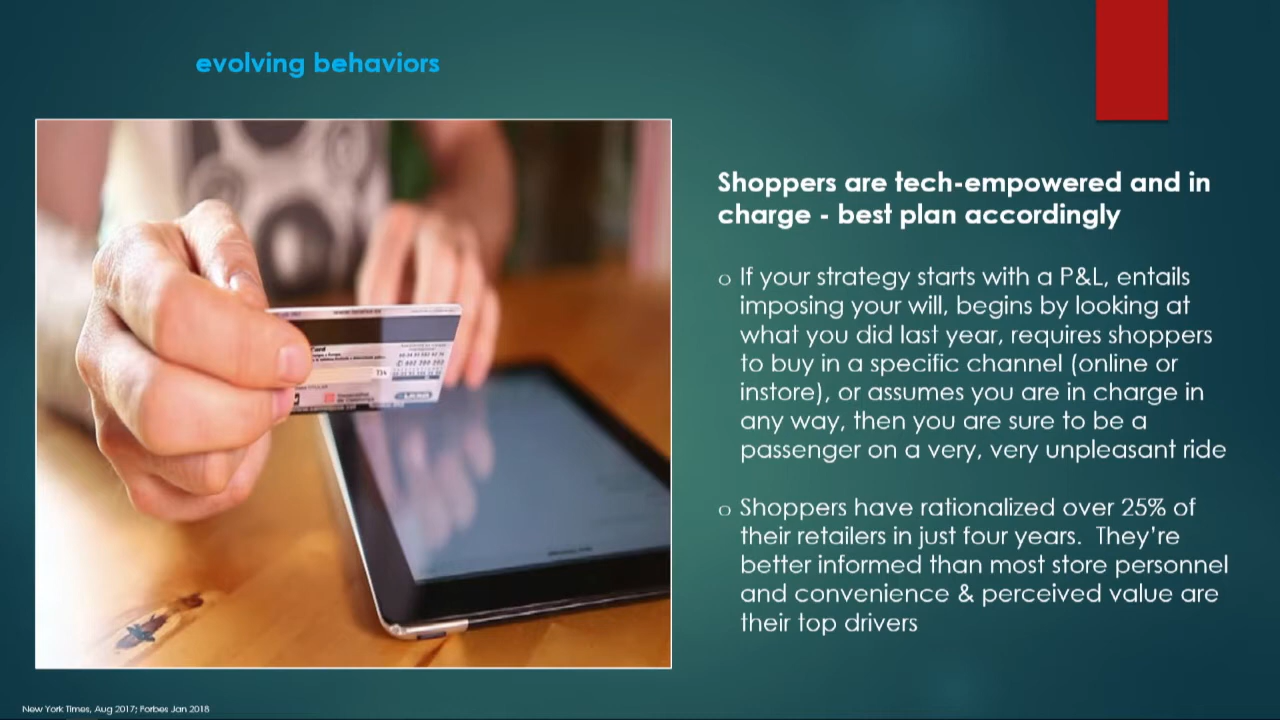 evolving behaviors
Shoppers are tech-empowered and in
charge - best plan accordingly
o If your strategy starts with a P&L, entails
imposing your will, begins by looking at
what you did last year, requires shoppers
to buy in a specific channel (online or
instore), or assumes you are in charge in
any way, then you are sure to be a
passenger on a very, very unpleasant ride
o Shoppers have rationalized over 25% of
their retailers in just four years.  They're
better informed than most store personnel
and convenience & perceived value are
their top drivers
New York Times, Aug 2017; Forbes Jan 2018